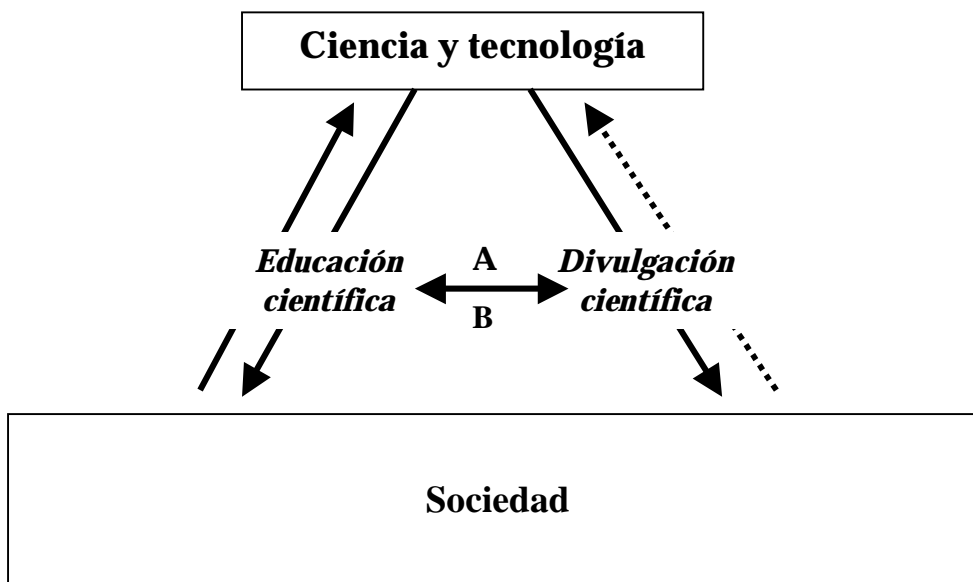 Ciencia y tecnología
Educación
científica
A
B
Divulgación
científica
Sociedad